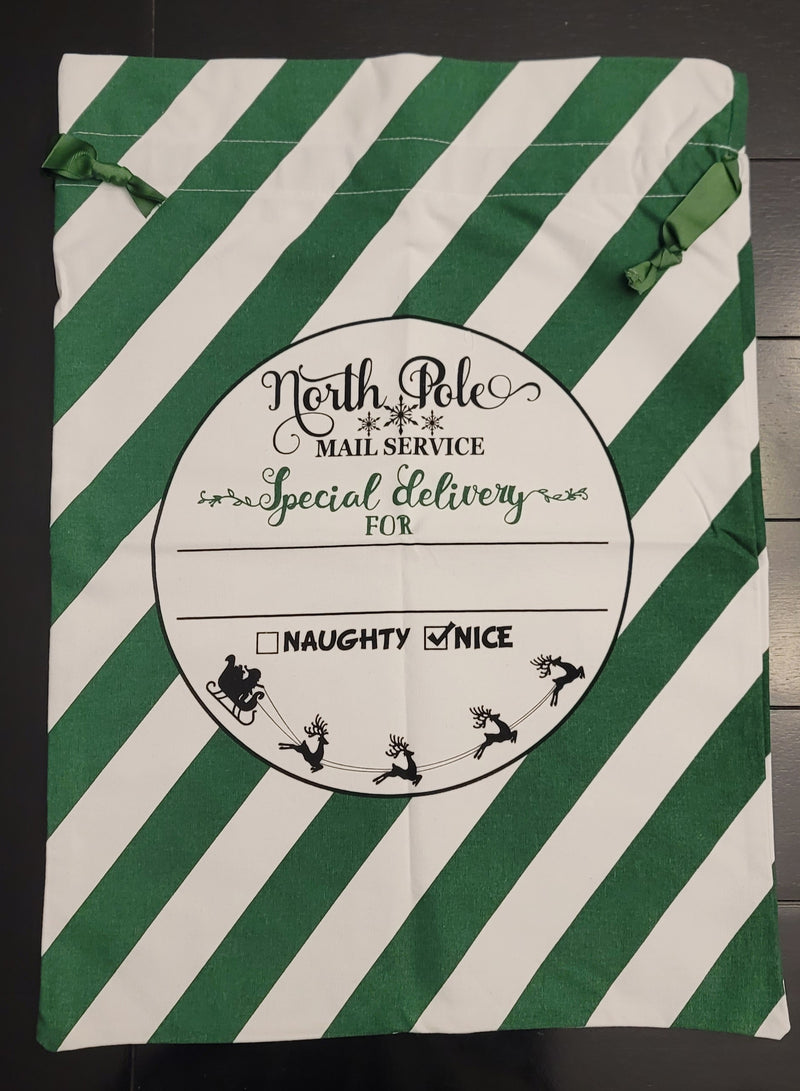 North Pole
MAIL SERVICE
Special delivery
FOR
NAUGHTY NICE